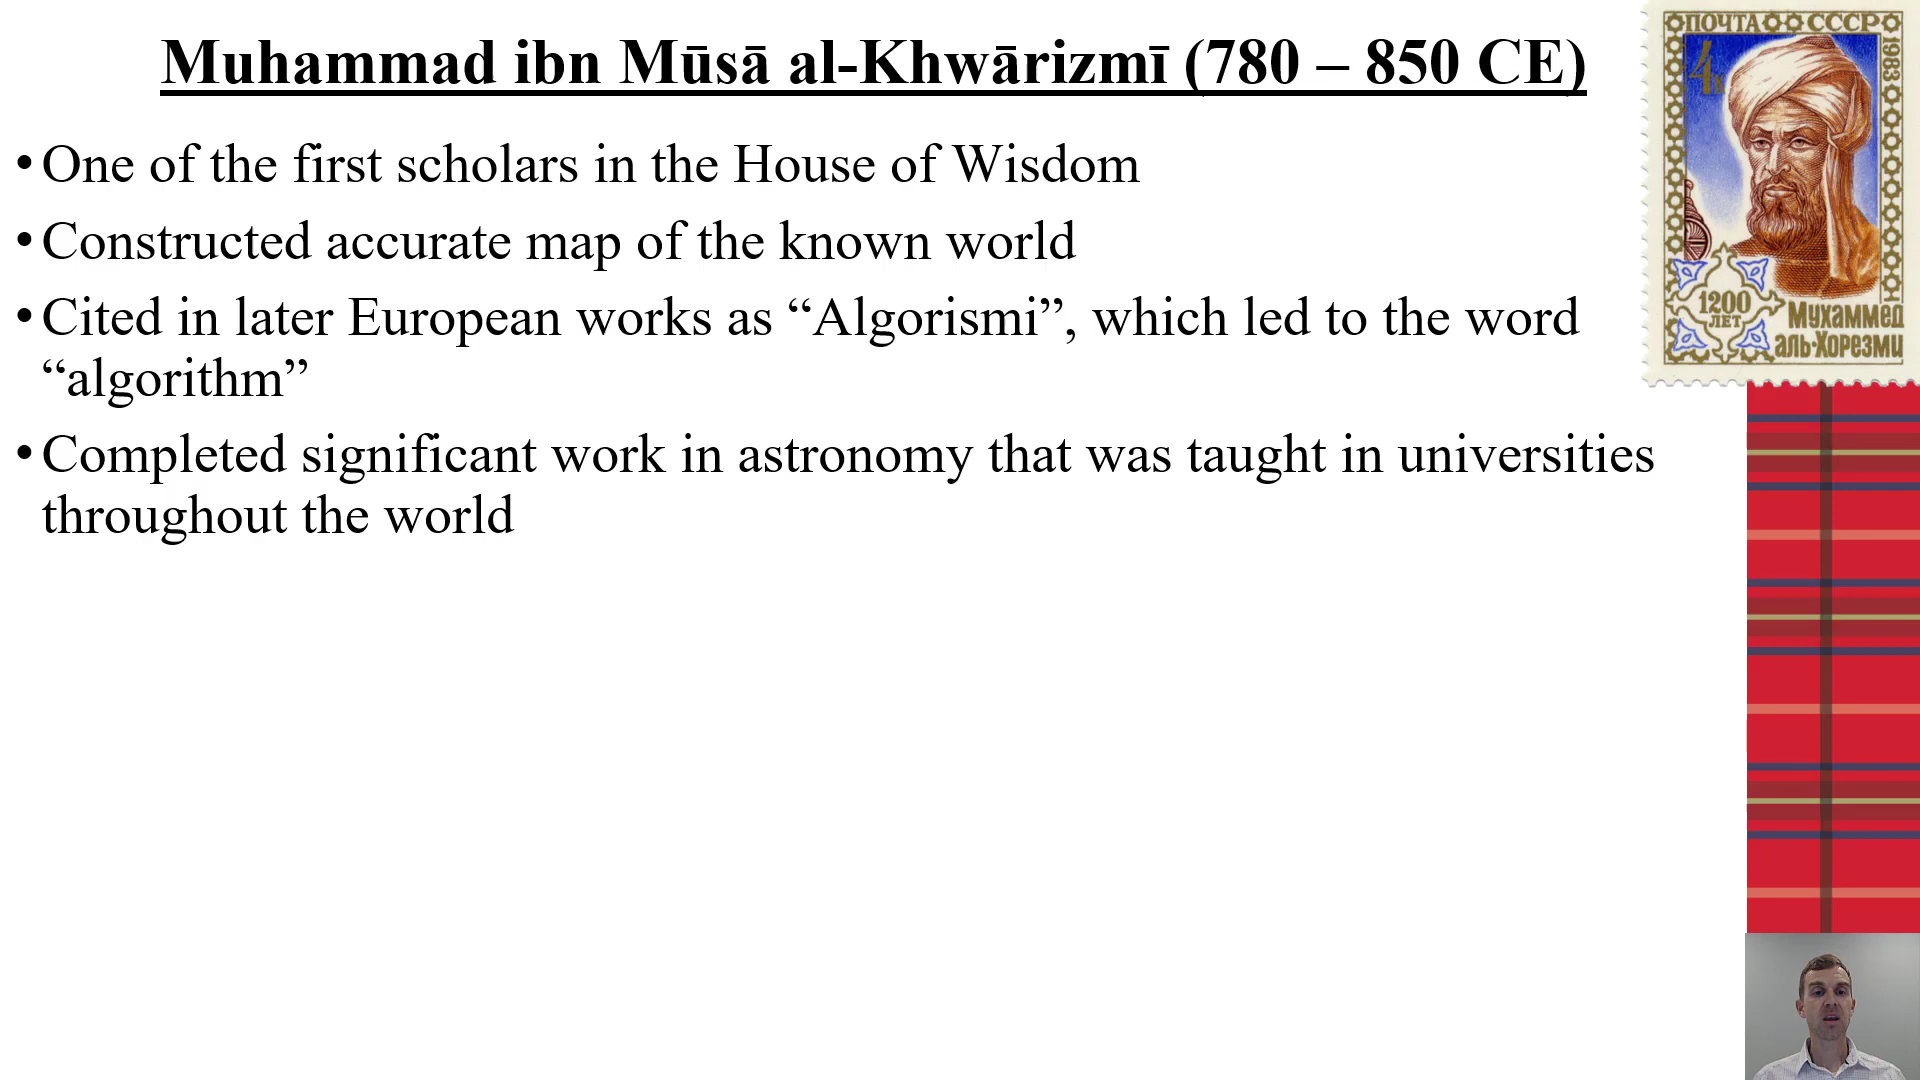 Muhammad ibn Mūsā al-Khwārizmī (780 – 850 CE)
• One of the first scholars in the House of Wisdom
• Constructed accurate map of the known world
• Cited in later European works as “Algorismi”, which led to the word
“algorithm”
• Completed significant work in astronomy that was taught in universities
throughout the world
ПОЧТА СССР
1983
4к
1200
ЛЕТ
Мухаммед
аль-Хорезми